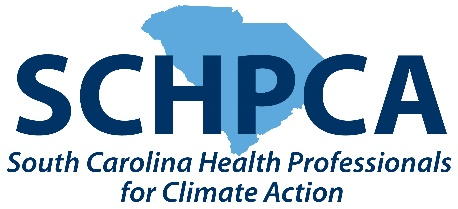 SCHPCA
South Carolina Health Professionals
for Climate Action